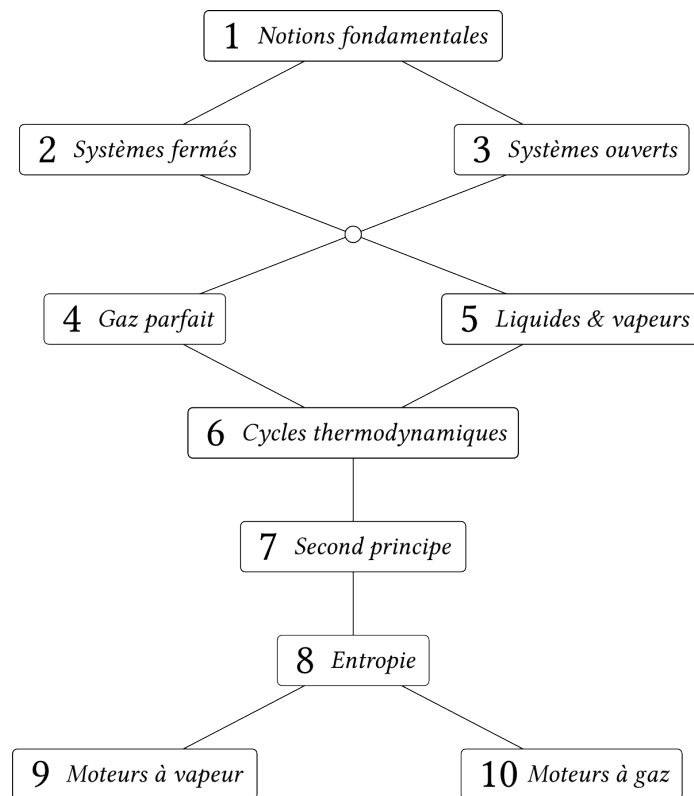 1 Notions fondamentales
2 Systèmes fermés
3 Systèmes ouverts
4 Gaz parfait
5 Liquides & vapeurs
6 Cycles thermodynamiques
7 Second principe
8 Entropie
9 Moteurs à vapeur
10 Moteurs à gaz